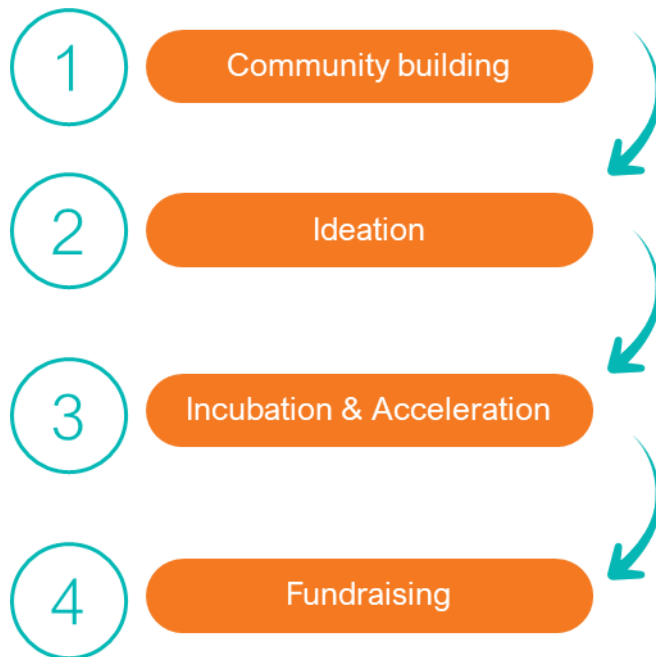 1 Community building
2 Ideation
3 Incubation & Acceleration
4 Fundraising